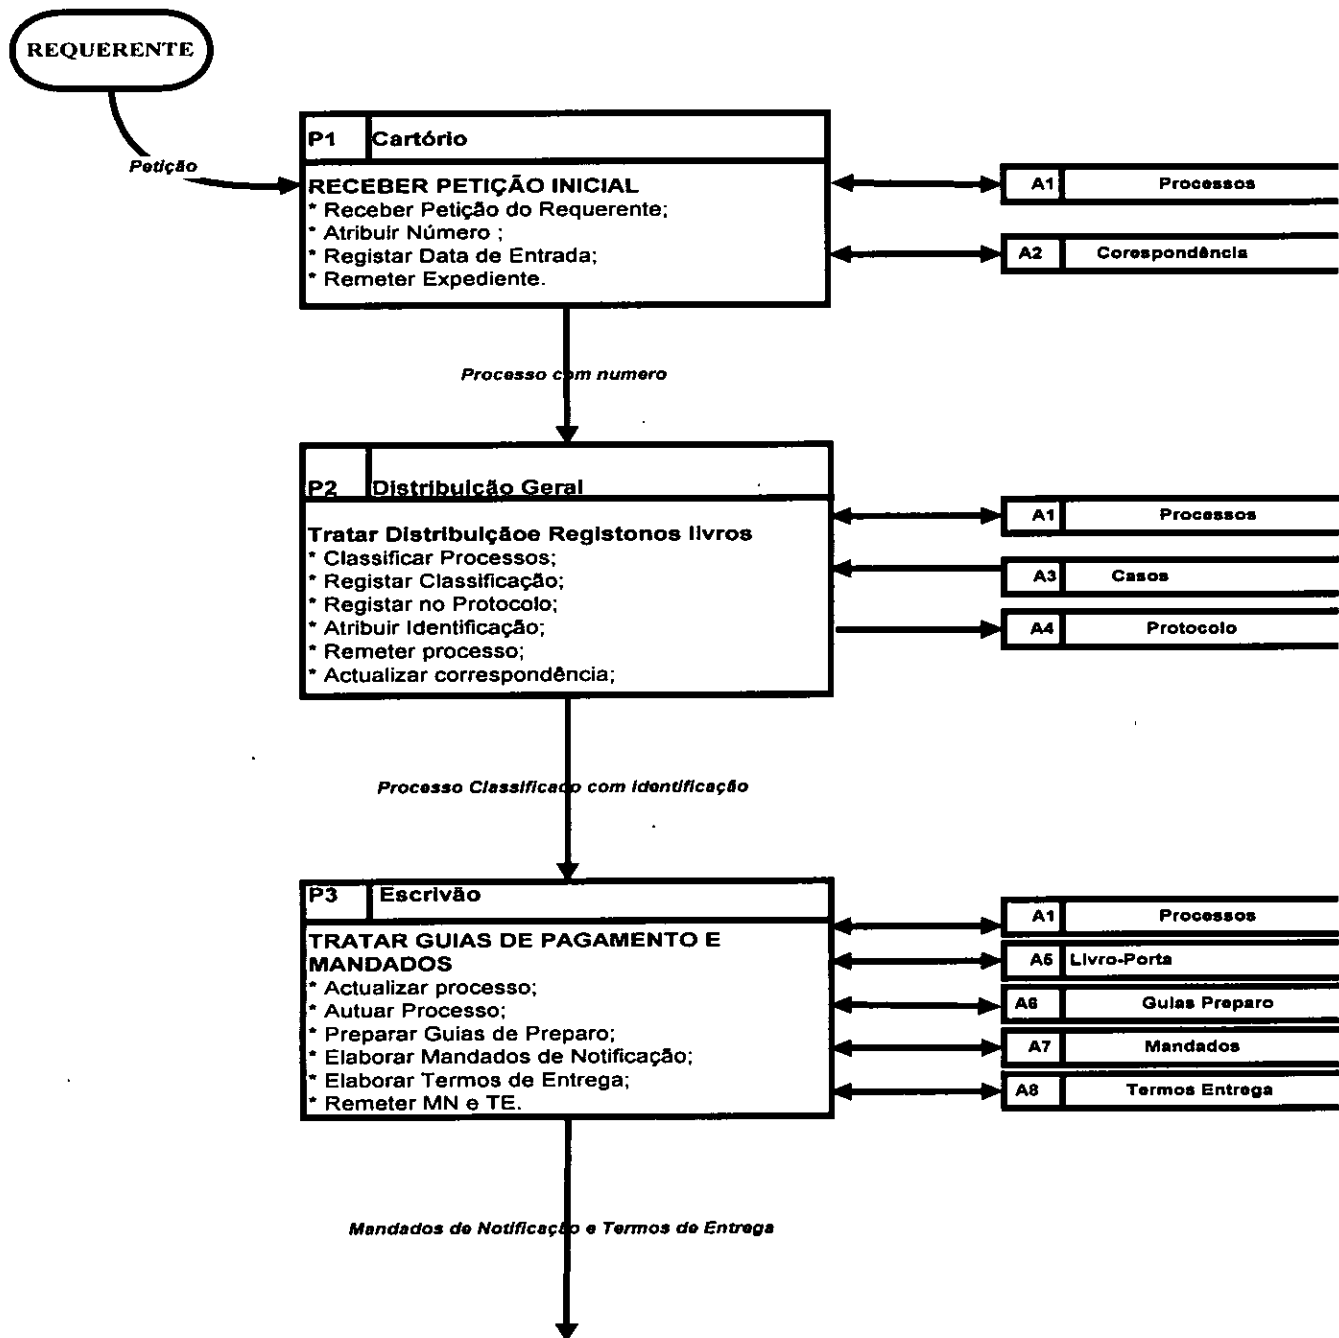 REQUERENTE
Petição
P1 Cartório
RECEBER PETIÇÃO INICIAL
* Receber Petição do Requerente;
* Atribuir Número ;
* Registar Data de Entrada;
* Remeter Expediente.
A1 Processos
A2 Corespondência
Processo com numero
P2 Distribuição Geral
Tratar Distribuiçãoe Registonos livros
* Classificar Processos;
* Registar Classificação;
* Registar no Protocolo;
* Atribuir Identificação;
* Remeter processo;
* Actualizar correspondência;
A1 Processos
A3 Casos
A4 Protocolo
Processo Classificado com Identificação
P3 Escrivão
TRATAR GUIAS DE PAGAMENTO E
MANDADOS
* Actualizar processo;
* Autuar Processo;
* Preparar Guias de Preparo;
* Elaborar Mandados de Notificação;
* Elaborar Termos de Entrega;
* Remeter MN e TE.
A1 Processos
A5 Livro-Porta
A6 Guias Preparo
A7 Mandados
A8 Termos Entrega
Mandados de Notificação e Termos de Entrega